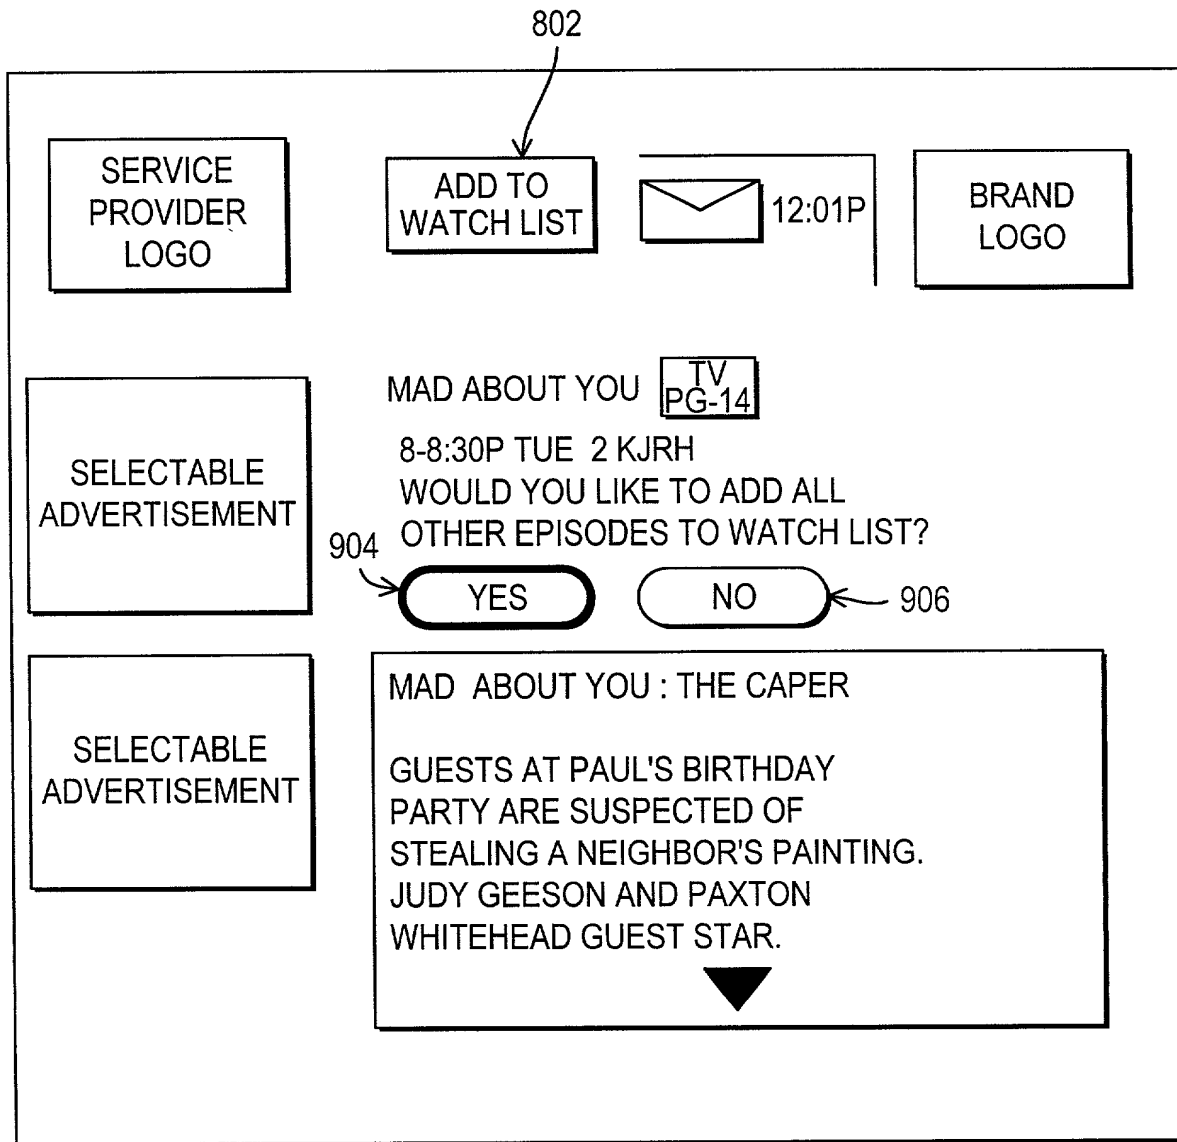 802
SERVICE
PROVIDER
LOGO
ADD TO
WATCH LIST
12:01P
BRAND
LOGO
SELECTABLE
ADVERTISEMENT
MAD ABOUT YOU
TV
PG-14
8-8:30P TUE 2 KJRH
WOULD YOU LIKE TO ADD ALL
OTHER EPISODES TO WATCH LIST?
904
YES
NO
906
SELECTABLE
ADVERTISEMENT
MAD ABOUT YOU : THE CAPER
GUESTS AT PAUL'S BIRTHDAY
PARTY ARE SUSPECTED OF
STEALING A NEIGHBOR'S PAINTING.
JUDY GEESON AND PAXTON
WHITEHEAD GUEST STAR.